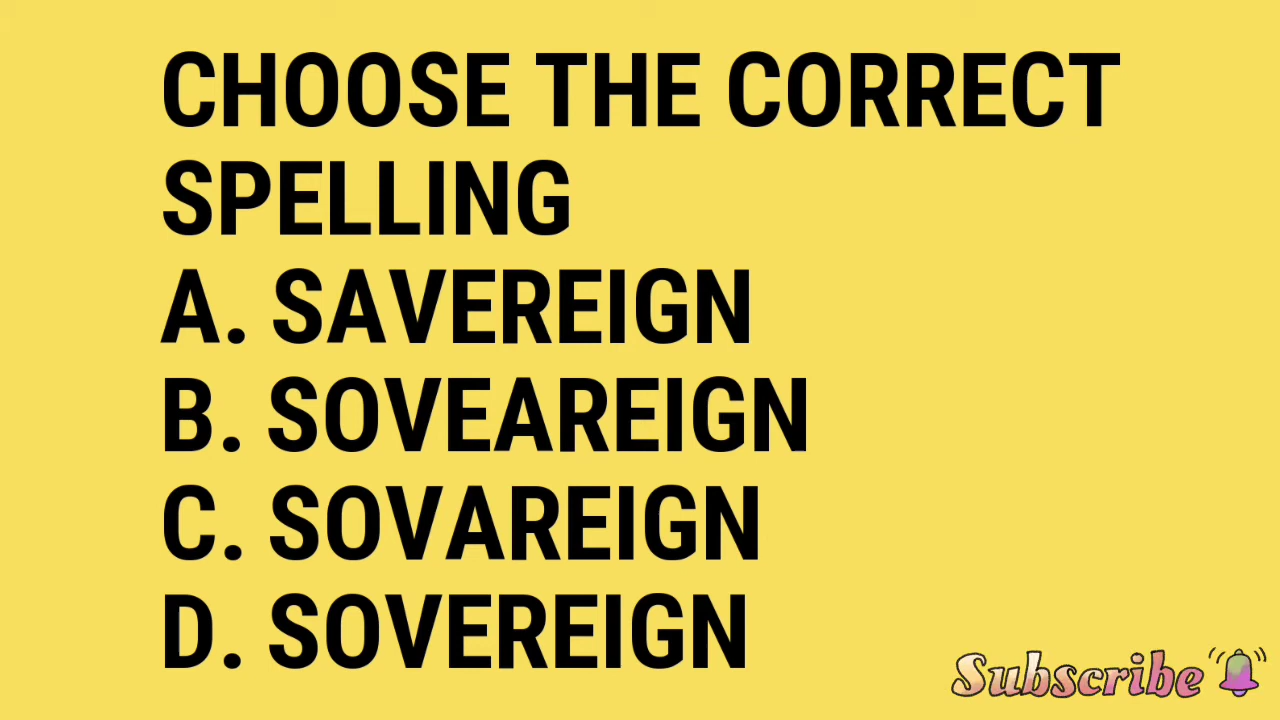 CHOOSE THE CORRECT
SPELLING
A. SAVEREIGN
B. SOVEAREIGN
C. SOVAREIGN
D. SOVEREIGN
Subscribe